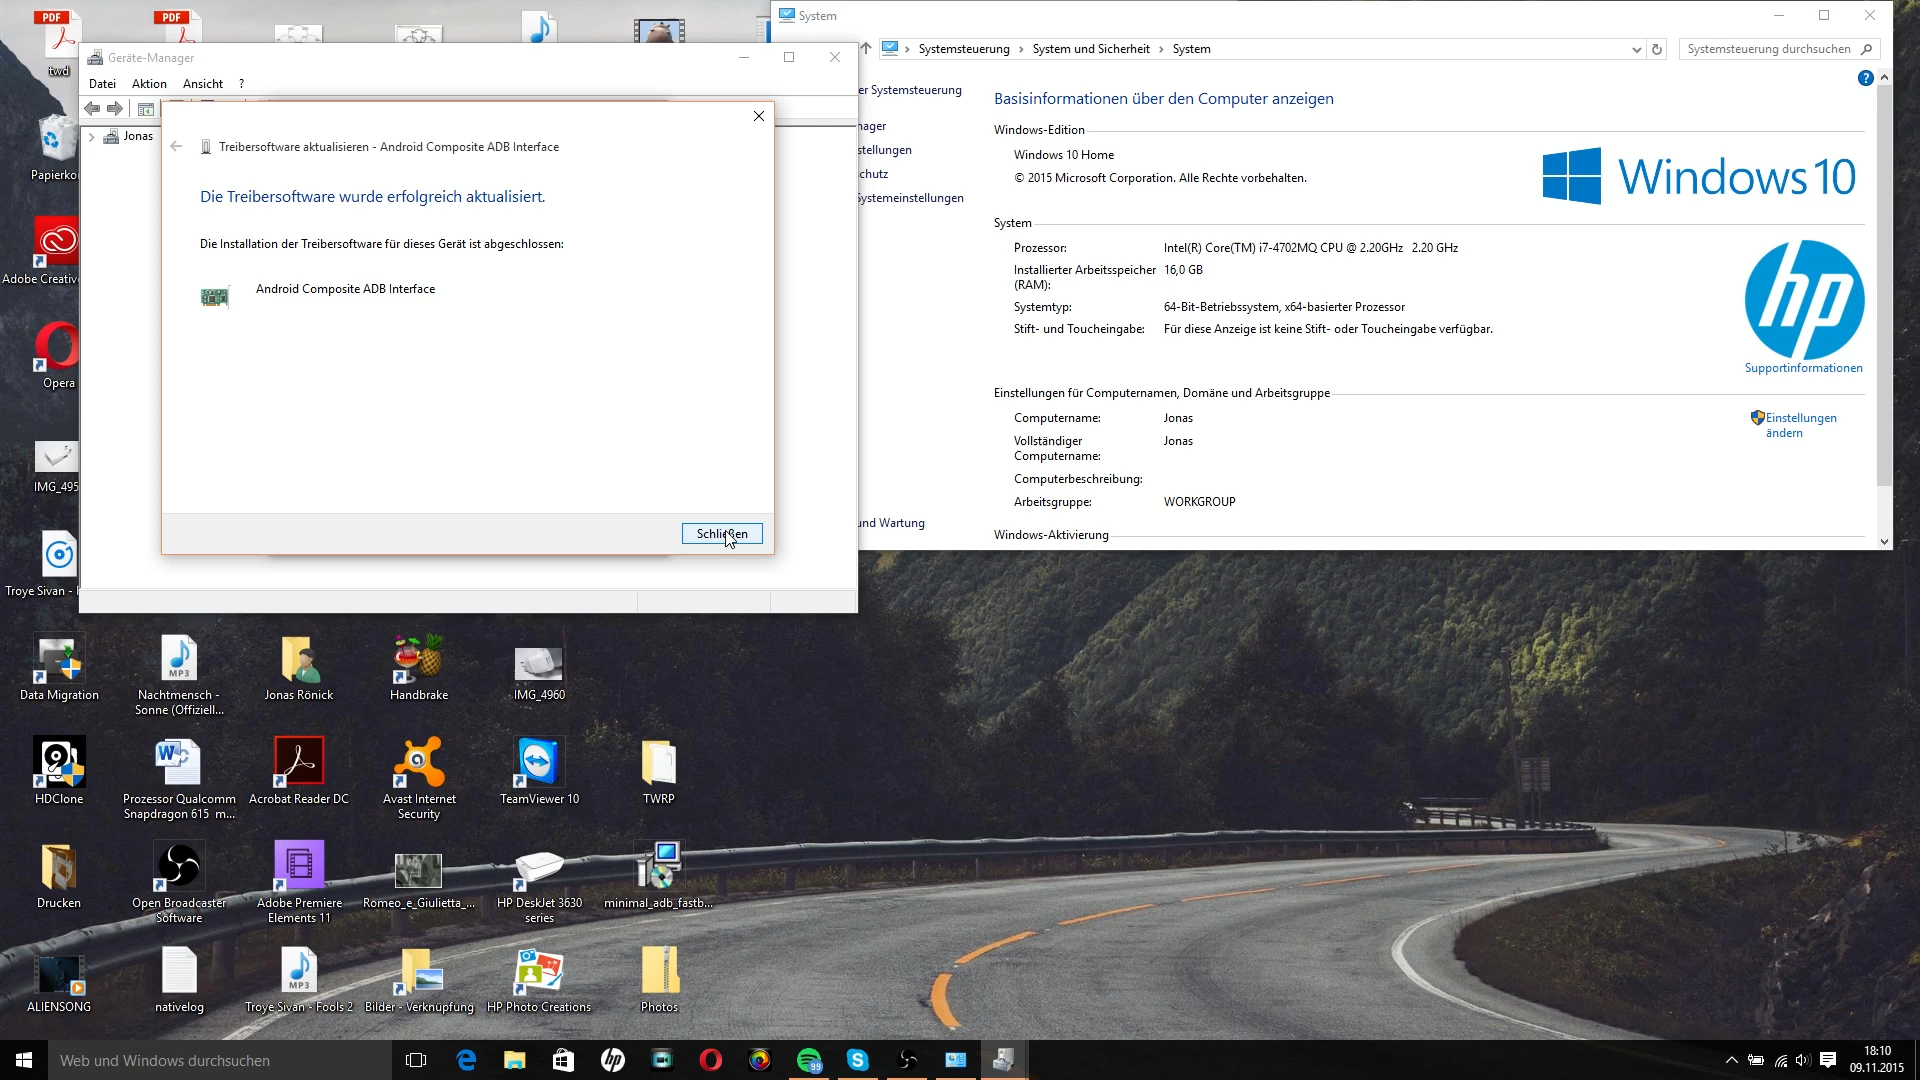 twd
Papierko
Adobe Creativ
Opera
IMG_495
Troye Sivan -
Geräte-Manager
Datei Aktion Ansicht ?
Jonas
Treibersoftware aktualisieren - Android Composite ADB Interface
Die Treibersoftware wurde erfolgreich aktualisiert.
Die Installation der Treibersoftware für dieses Gerät ist abgeschlossen:
Android Composite ADB Interface
Schließen
System
Systemsteuerung › System und Sicherheit › System
Systemsteuerung durchsuchen
er Systemsteuerung
nager
stellungen
chutz
Systemeinstellungen
und Wartung
Basisinformationen über den Computer anzeigen
Windows-Edition
Windows 10 Home
© 2015 Microsoft Corporation. Alle Rechte vorbehalten.
Windows 10
System
Prozessor: Intel(R) Core(TM) i7-4702MQ CPU @ 2.20GHz 2.20 GHz
Installierter Arbeitsspeicher 16,0 GB
(RAM):
Systemtyp: 64-Bit-Betriebssystem, x64-basierter Prozessor
Stift- und Toucheingabe: Für diese Anzeige ist keine Stift- oder Toucheingabe verfügbar.
hp
Supportinformationen
Einstellungen für Computernamen, Domäne und Arbeitsgruppe
Computername: Jonas
Einstellungen
ändern
Vollständiger Jonas
Computername:
Computerbeschreibung:
Arbeitsgruppe: WORKGROUP
Windows-Aktivierung
Data Migration
Nachtmensch -
Sonne (Offiziell...
Jonas Rönick
Handbrake
IMG_4960
HDClone
Prozessor Qualcomm
Snapdragon 615 m...
Acrobat Reader DC
Avast Internet
Security
TeamViewer 10
TWRP
Drucken
Open Broadcaster
Software
Adobe Premiere
Elements 11
Romeo_e_Giulietta_...
HP DeskJet 3630
series
minimal_adb_fastb...
ALIENSONG
nativelog
Troye Sivan - Fools 2
Bilder - Verknüpfung
HP Photo Creations
Photos
PDF
PDF
MP3
MP3
Web und Windows durchsuchen
hp
99
18:10
09.11.2015